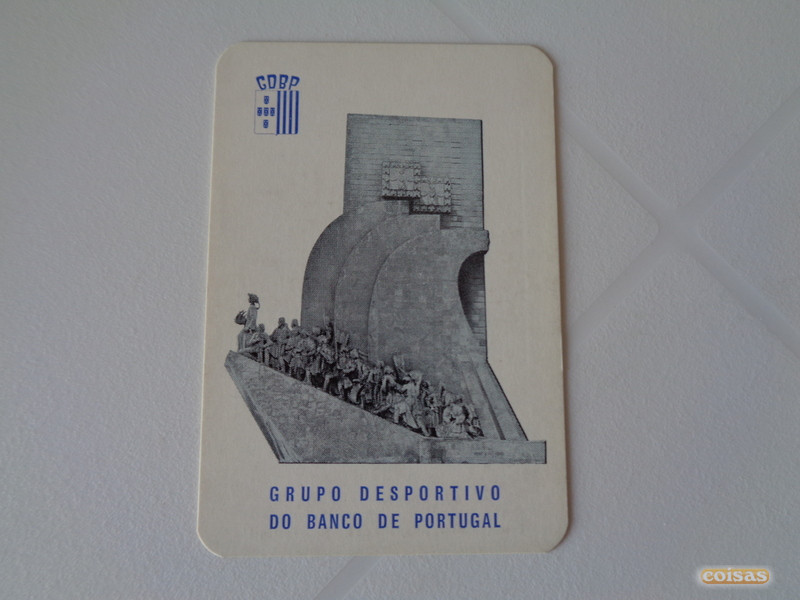 GDBP
GRUPO DESPORTIVO
DO BANCO DE PORTUGAL
coisas